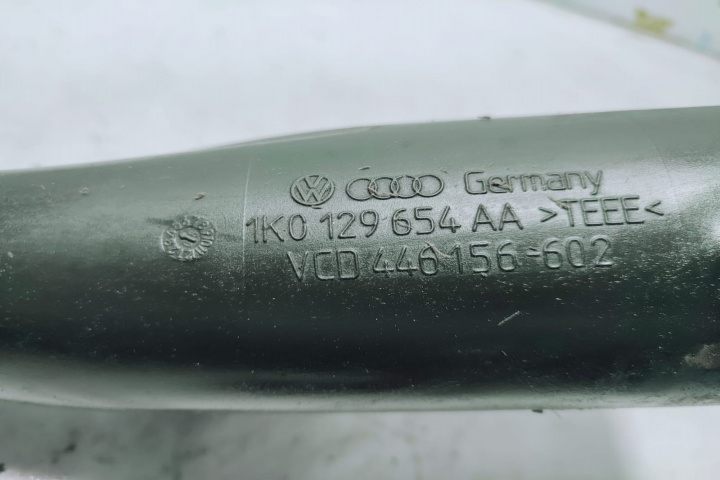 Germany
1K0 129 654 AA >TEEE<
VCD 446 156-602